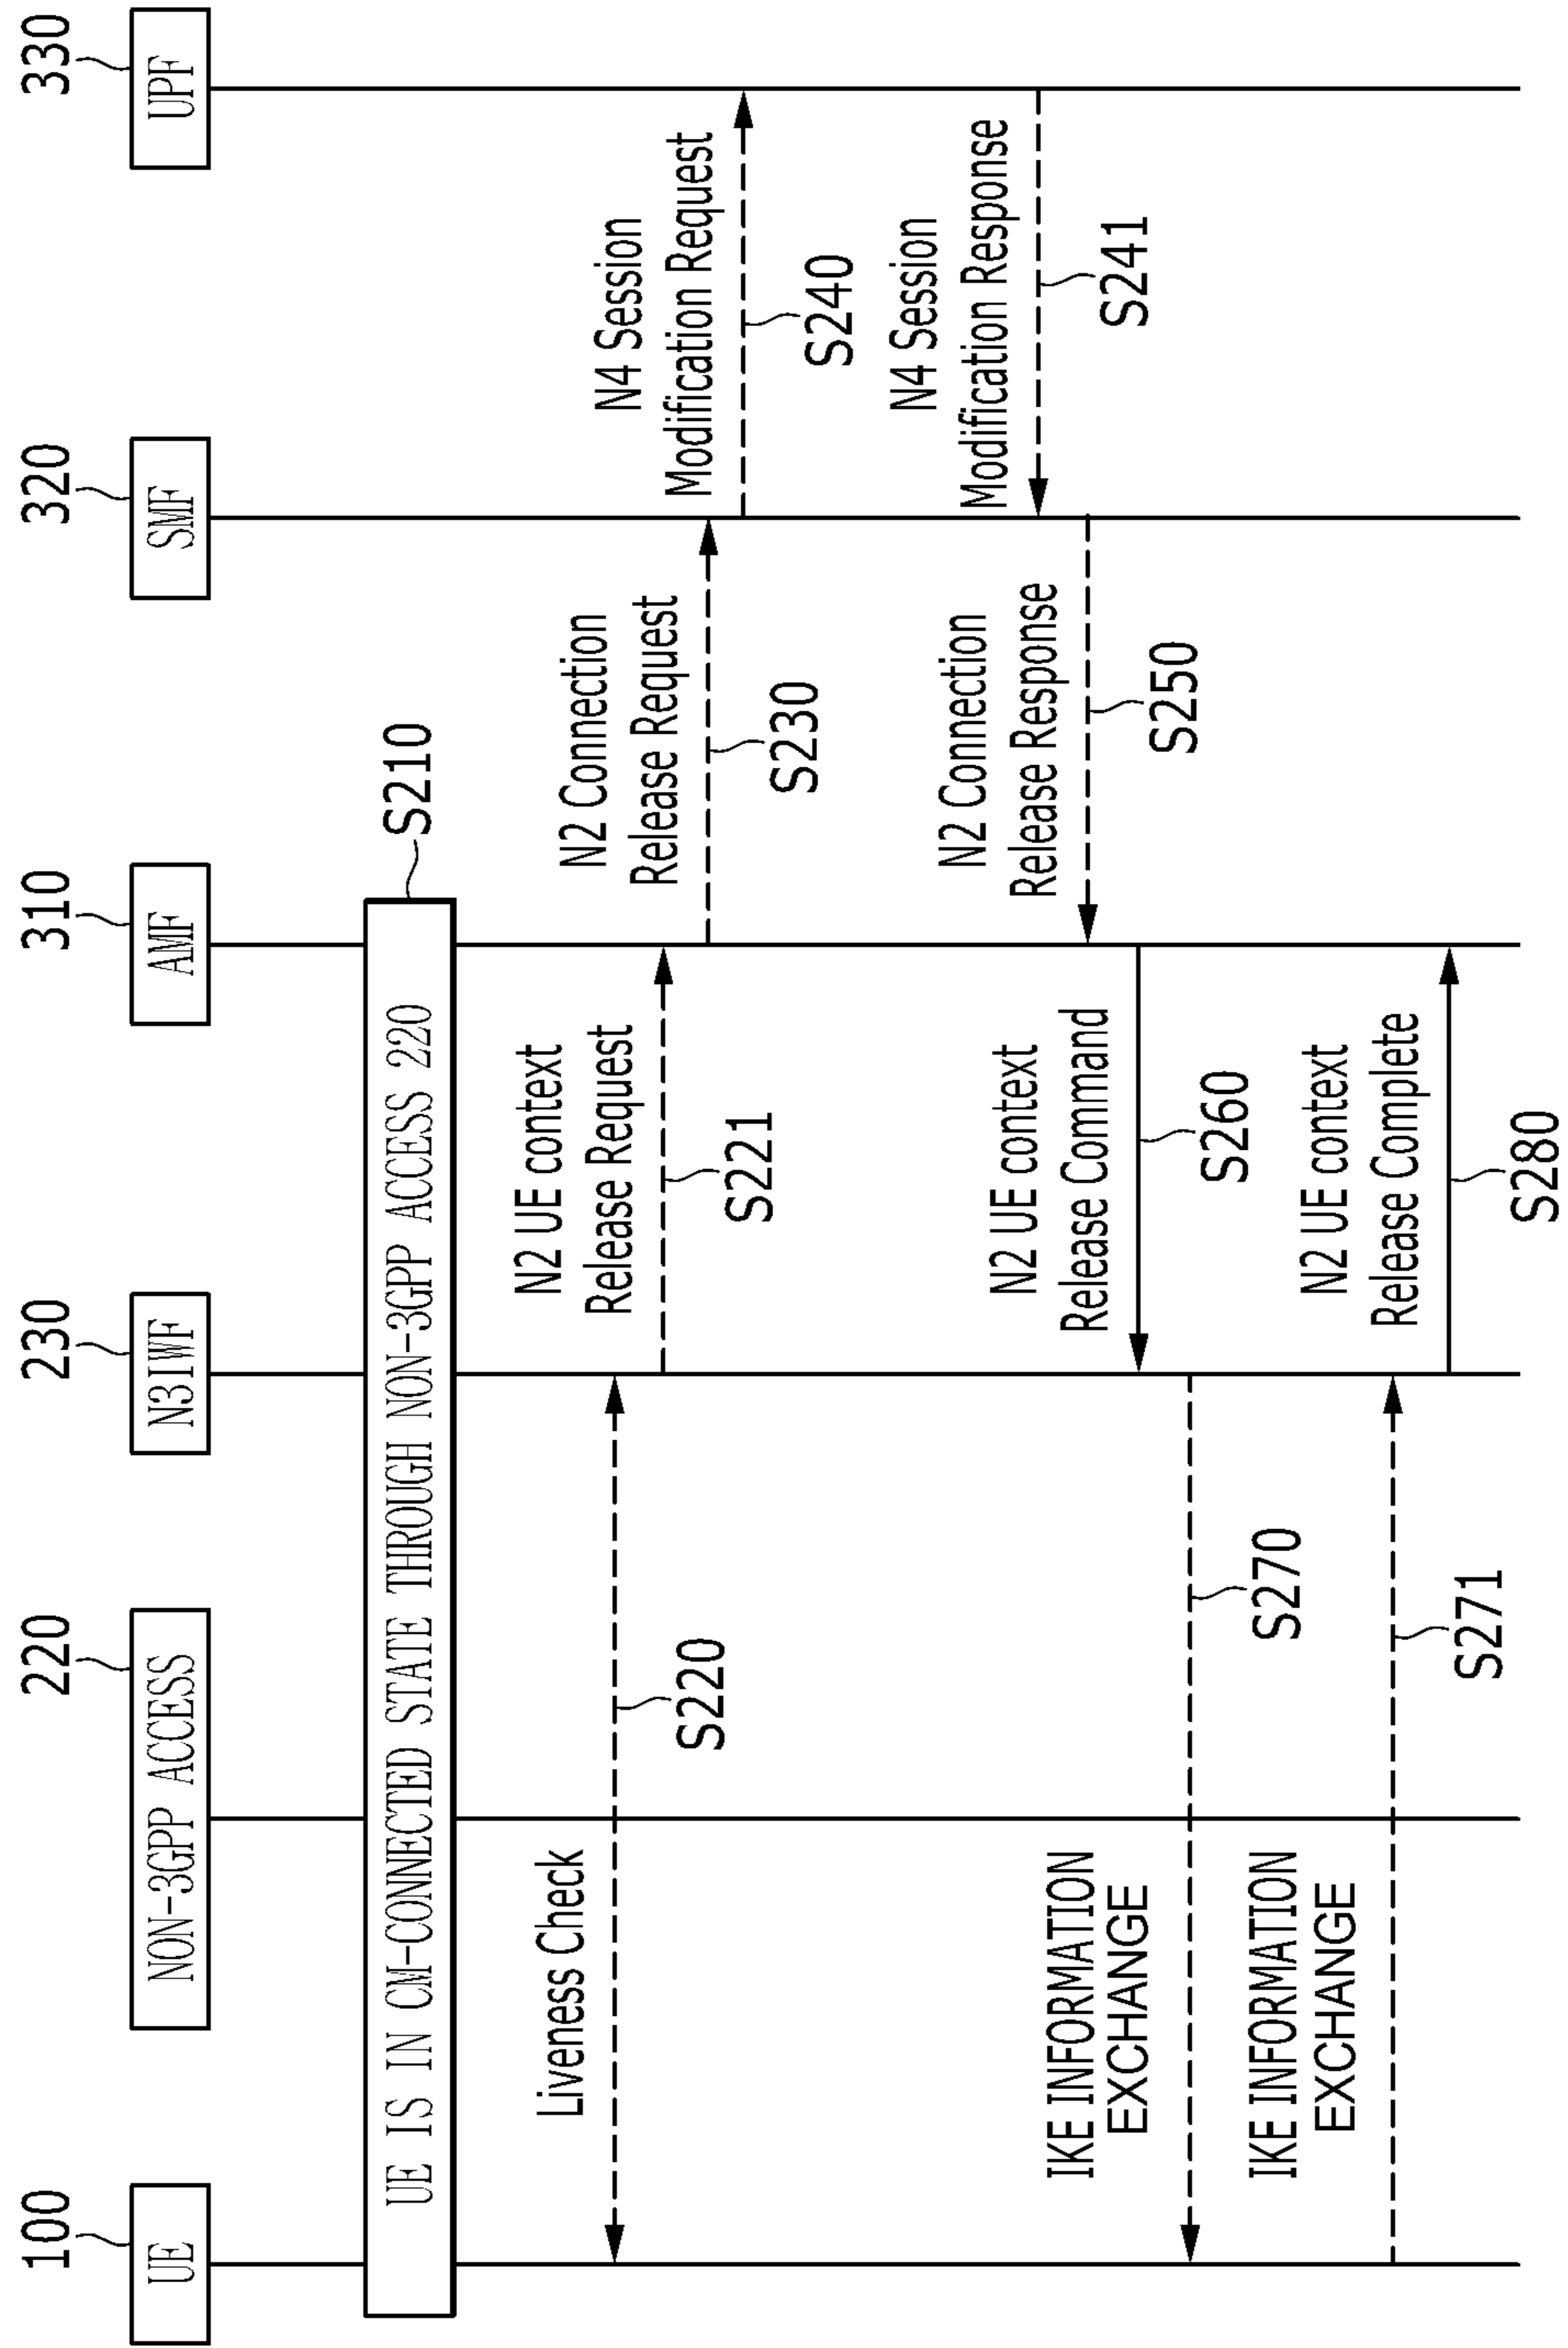 100
220
230
310
320
330
UE
NON-3GPP ACCESS
N3IWF
AMF
SMF
UPF
S210
UE IS IN CM-CONNECTED STATE THROUGH NON-3GPP ACCESS 220
Liveness Check
S220
N2 UE context
Release Request
S221
N2 Connection
Release Request
S230
N4 Session
Modification Request
S240
N4 Session
Modification Response
S241
N2 Connection
Release Response
S250
N2 UE context
Release Command
S260
IKE INFORMATION
EXCHANGE
S270
IKE INFORMATION
EXCHANGE
S271
N2 UE context
Release Complete
S280